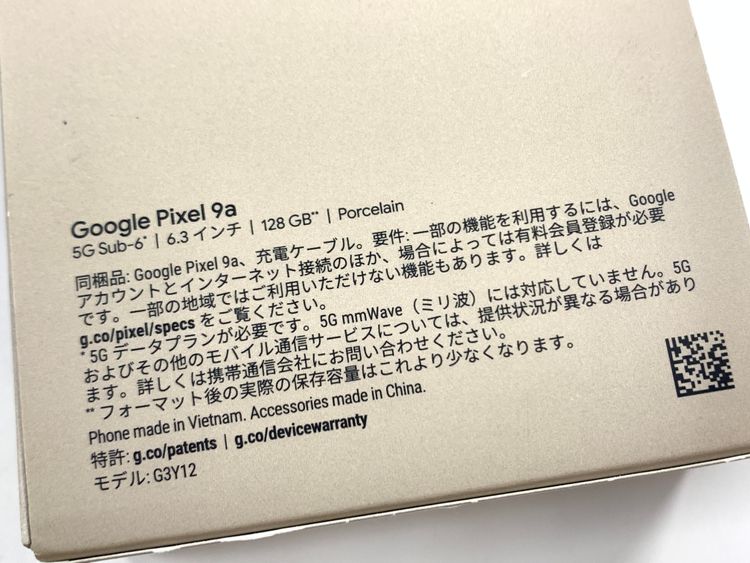 Google Pixel 9a
5G Sub-6* | 6.3 インチ | 128 GB** | Porcelain
同梱品: Google Pixel 9a、充電ケーブル。要件: 一部の機能を利用するには、Google
アカウントとインターネット接続のほか、場合によっては有料会員登録が必要
です。一部の地域ではご利用いただけない機能もあります。詳しくは
g.co/pixel/specs をご覧ください。
* 5G データプランが必要です。5G mmWave（ミリ波）には対応していません。5G
およびその他のモバイル通信サービスについては、提供状況が異なる場合があり
ます。詳しくは携帯通信会社にお問い合わせください。
** フォーマット後の実際の保存容量はこれより少なくなります。
Phone made in Vietnam. Accessories made in China.
特許: g.co/patents | g.co/devicewarranty
モデル: G3Y12